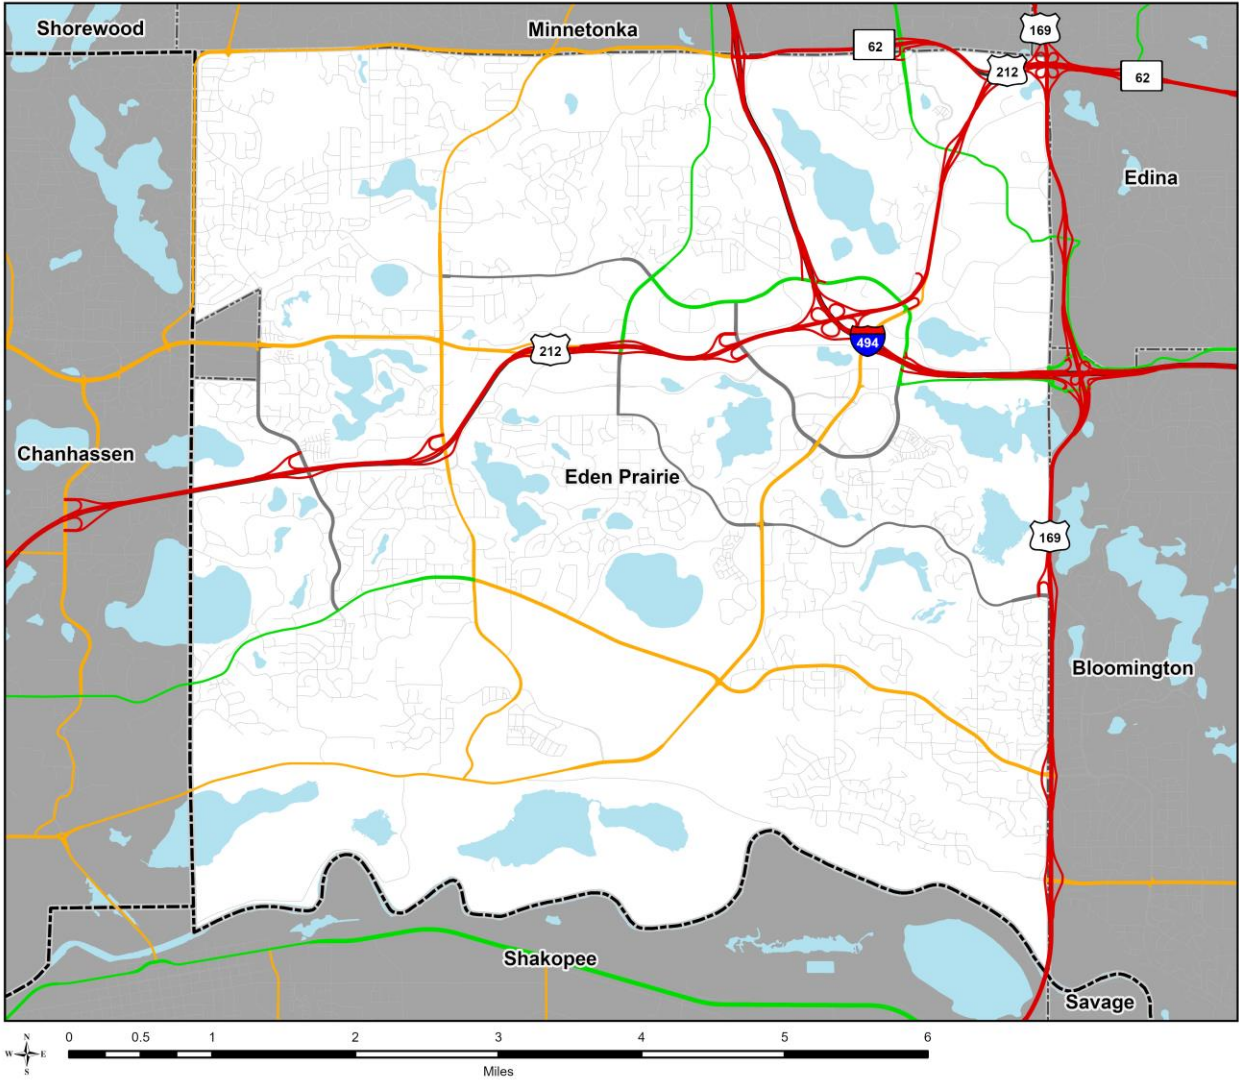 Shorewood
Minnetonka
169
62
212
62
Edina
212
494
Chanhassen
Eden Prairie
169
Bloomington
Shakopee
Savage
N
W E
S
0 0.5 1 2 3 4 5 6
Miles